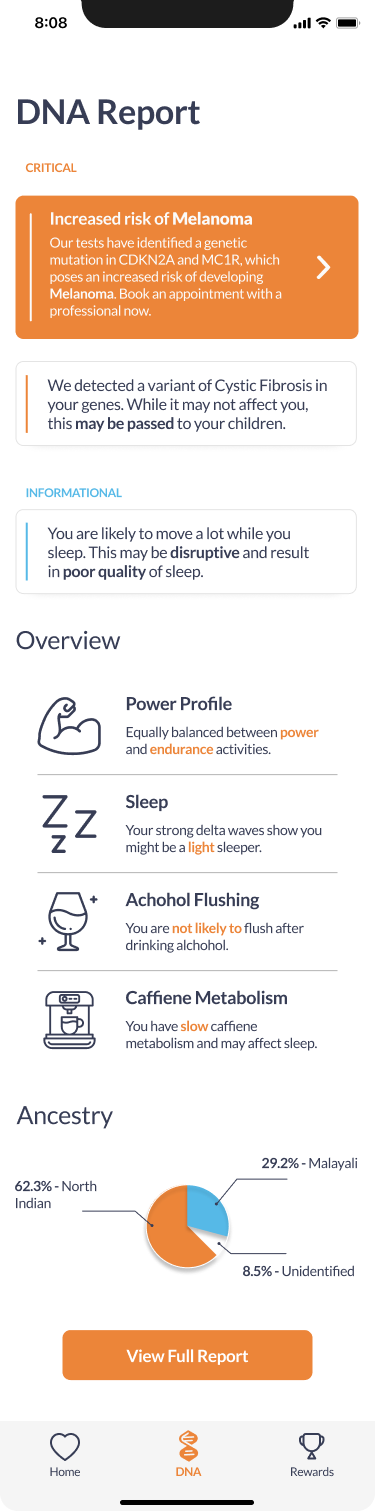 8:08
DNA Report
CRITICAL
Increased risk of Melanoma
Our tests have identified a genetic
mutation in CDKN2A and MC1R, which
poses an increased risk of developing
Melanoma. Book an appointment with a
professional now.
We detected a variant of Cystic Fibrosis in
your genes. While it may not affect you,
this may be passed to your children.
INFORMATIONAL
You are likely to move a lot while you
sleep. This may be disruptive and result
in poor quality of sleep.
Overview
Power Profile
Equally balanced between power
and endurance activities.
Z Z z
Sleep
Your strong delta waves show you
might be a light sleeper.
Achohol Flushing
You are not likely to flush after
drinking alchohol.
Caffiene Metabolism
You have slow caffiene
metabolism and may affect sleep.
Ancestry
29.2% - Malayali
62.3% - North
Indian
8.5% - Unidentified
View Full Report
Home
DNA
Rewards